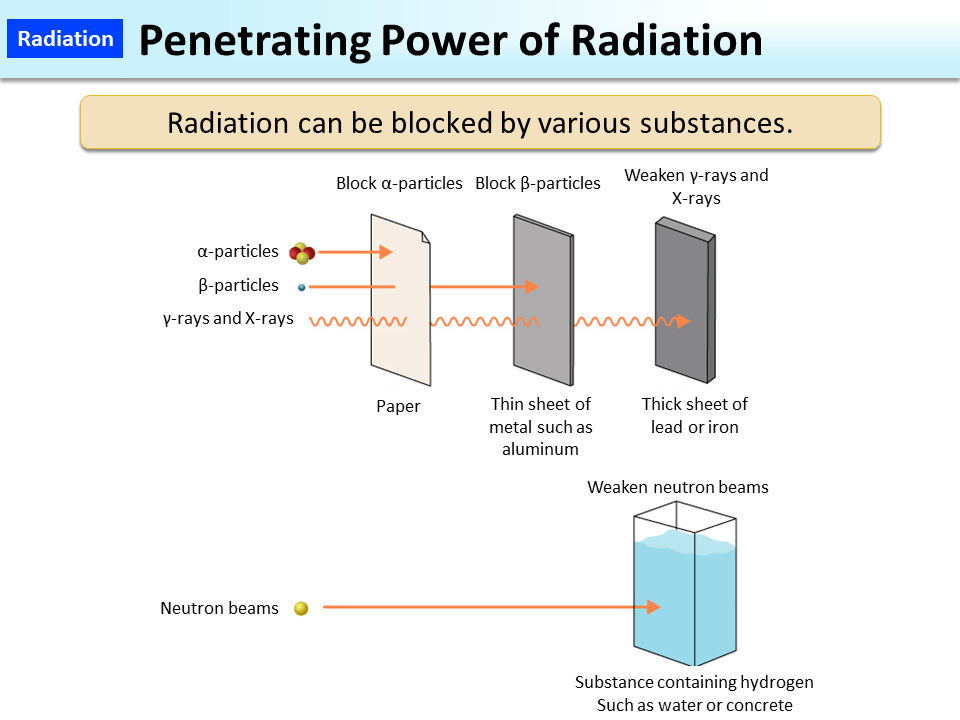 Radiation
Penetrating Power of Radiation
Radiation can be blocked by various substances.
Block α-particles
Block β-particles
Weaken γ-rays and
X-rays
α-particles
β-particles
γ-rays and X-rays
Paper
Thin sheet of
metal such as
aluminum
Thick sheet of
lead or iron
Weaken neutron beams
Neutron beams
Substance containing hydrogen
Such as water or concrete